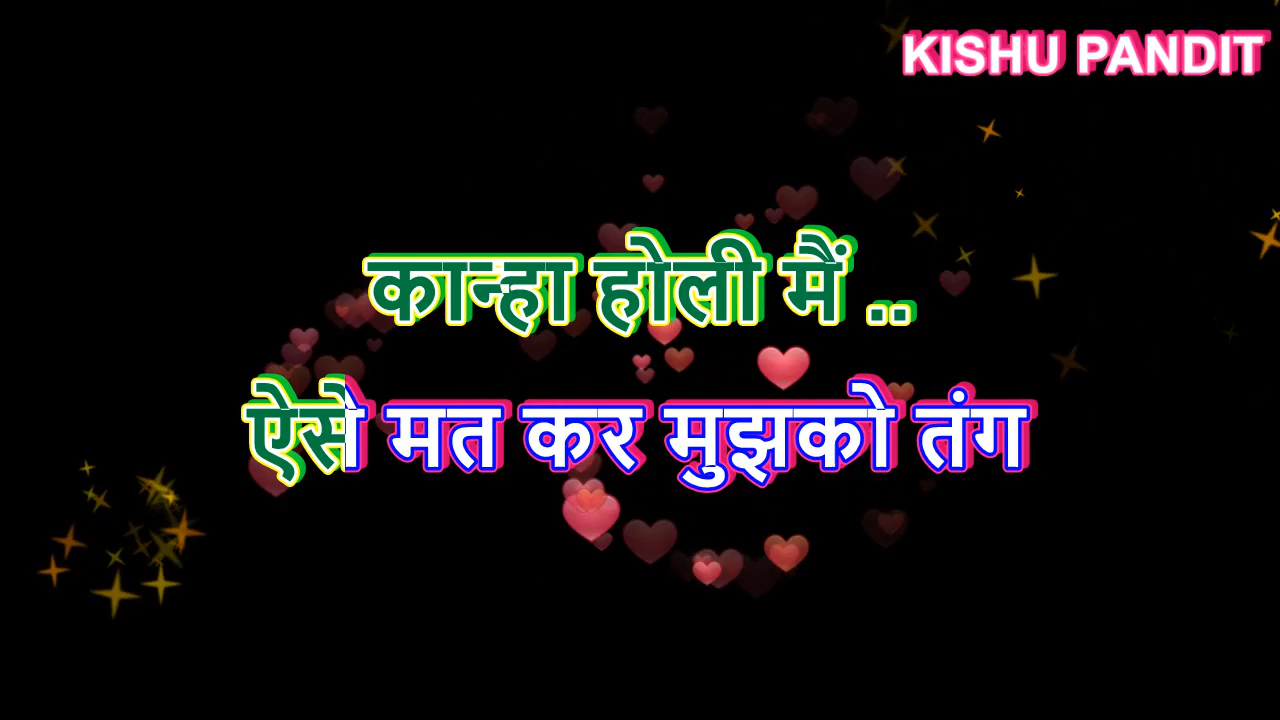 KISHU PANDIT
कान्हा होली मैं ..
ऐसे मत कर मुझको तंग